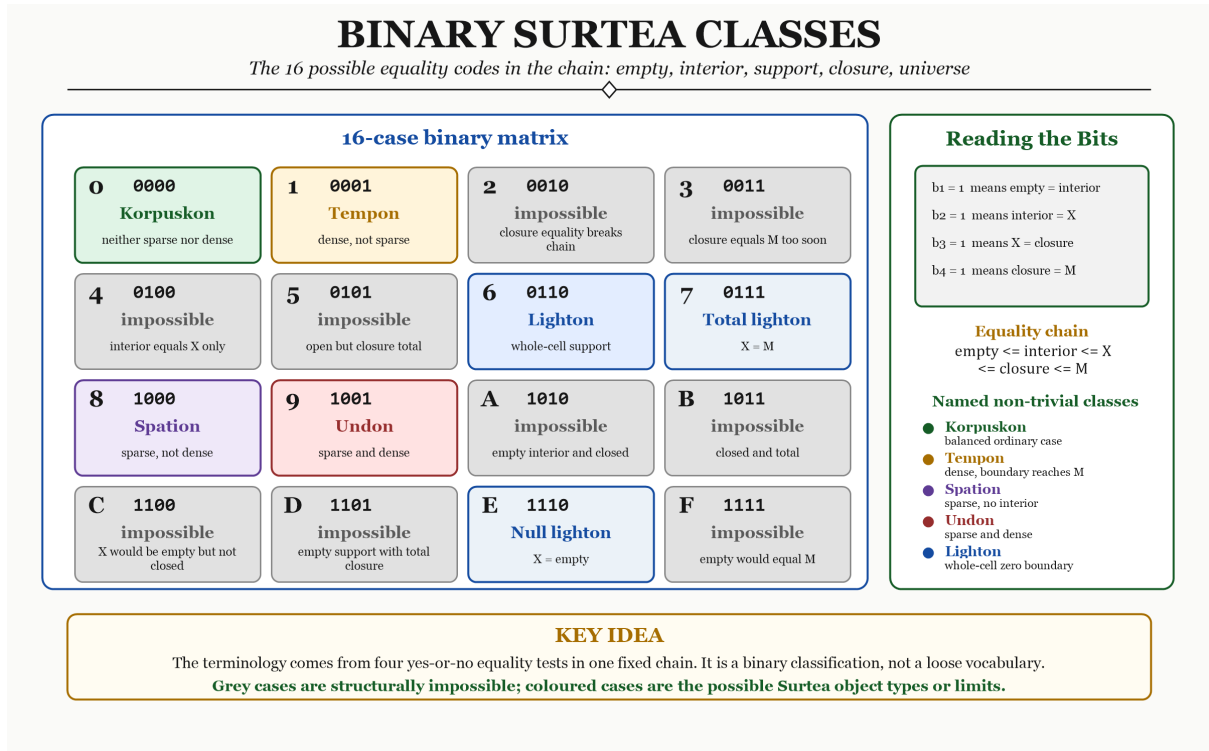 BINARY SURTEA CLASSES
The 16 possible equality codes in the chain: empty, interior, support, closure, universe
16-case binary matrix
0 0000
Korpuskon
neither sparse nor dense
1 0001
Tempon
dense, not sparse
2 0010
impossible
closure equality breaks
chain
3 0011
impossible
closure equals M too soon
4 0100
impossible
interior equals X only
5 0101
impossible
open but closure total
6 0110
Lighton
whole-cell support
7 0111
Total lighton
X = M
8 1000
Spation
sparse, not dense
9 1001
Undon
sparse and dense
A 1010
impossible
empty interior and closed
B 1011
impossible
closed and total
C 1100
impossible
X would be empty but not
closed
D 1101
impossible
empty support with total
closure
E 1110
Null lighton
X = empty
F 1111
impossible
empty would equal M
Reading the Bits
b1 = 1 means empty = interior
b2 = 1 means interior = X
b3 = 1 means X = closure
b4 = 1 means closure = M
Equality chain
empty <= interior <= X
<= closure <= M
Named non-trivial classes
Korpuskon
balanced ordinary case
Tempon
dense, boundary reaches M
Spation
sparse, no interior
Undon
sparse and dense
Lighton
whole-cell zero boundary
KEY IDEA
The terminology comes from four yes-or-no equality tests in one fixed chain. It is a binary classification, not a loose vocabulary.
Grey cases are structurally impossible; coloured cases are the possible Surtea object types or limits.